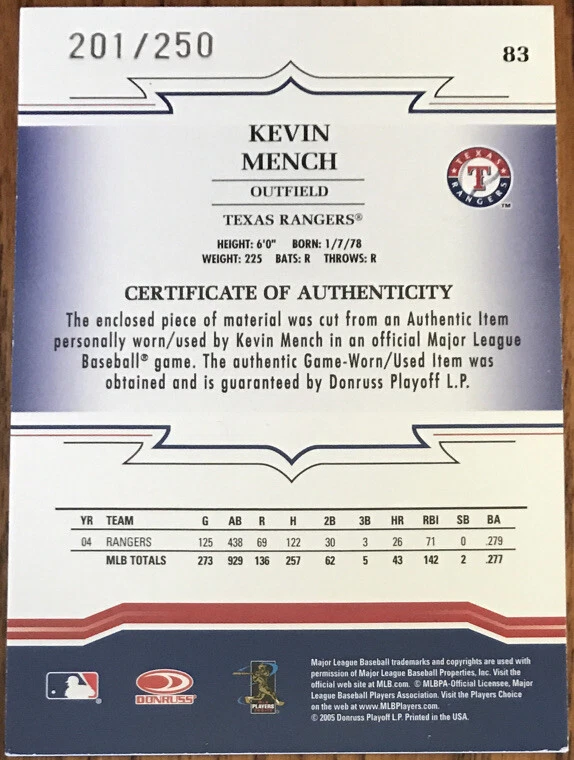 201/250
83
KEVIN
MENCH
OUTFIELD
TEXAS RANGERS®
TEXAS
T
RANGERS
TM
HEIGHT: 6'0" BORN: 1/7/78
WEIGHT: 225 BATS: R THROWS: R
CERTIFICATE OF AUTHENTICITY
The enclosed piece of material was cut from an Authentic Item
personally worn/used by Kevin Mench in an official Major League
Baseball® game. The authentic Game-Worn/Used Item was
obtained and is guaranteed by Donruss Playoff L.P.
YR TEAM G AB R H 2B 3B HR RBI SB BA
04 RANGERS 125 438 69 122 30 3 26 71 0 .279
MLB TOTALS 273 929 136 257 62 5 43 142 2 .277
DONRUSS
PLAYERS
CHOICE
Major League Baseball trademarks and copyrights are used with
permission of Major League Baseball Properties, Inc. Visit the
official web site at MLB.com. © MLBPA-Official Licensee, Major
League Baseball Players Association. Visit the Players Choice
on the web at www.MLBPlayers.com.
© 2005 Donruss Playoff L.P. Printed in the USA.